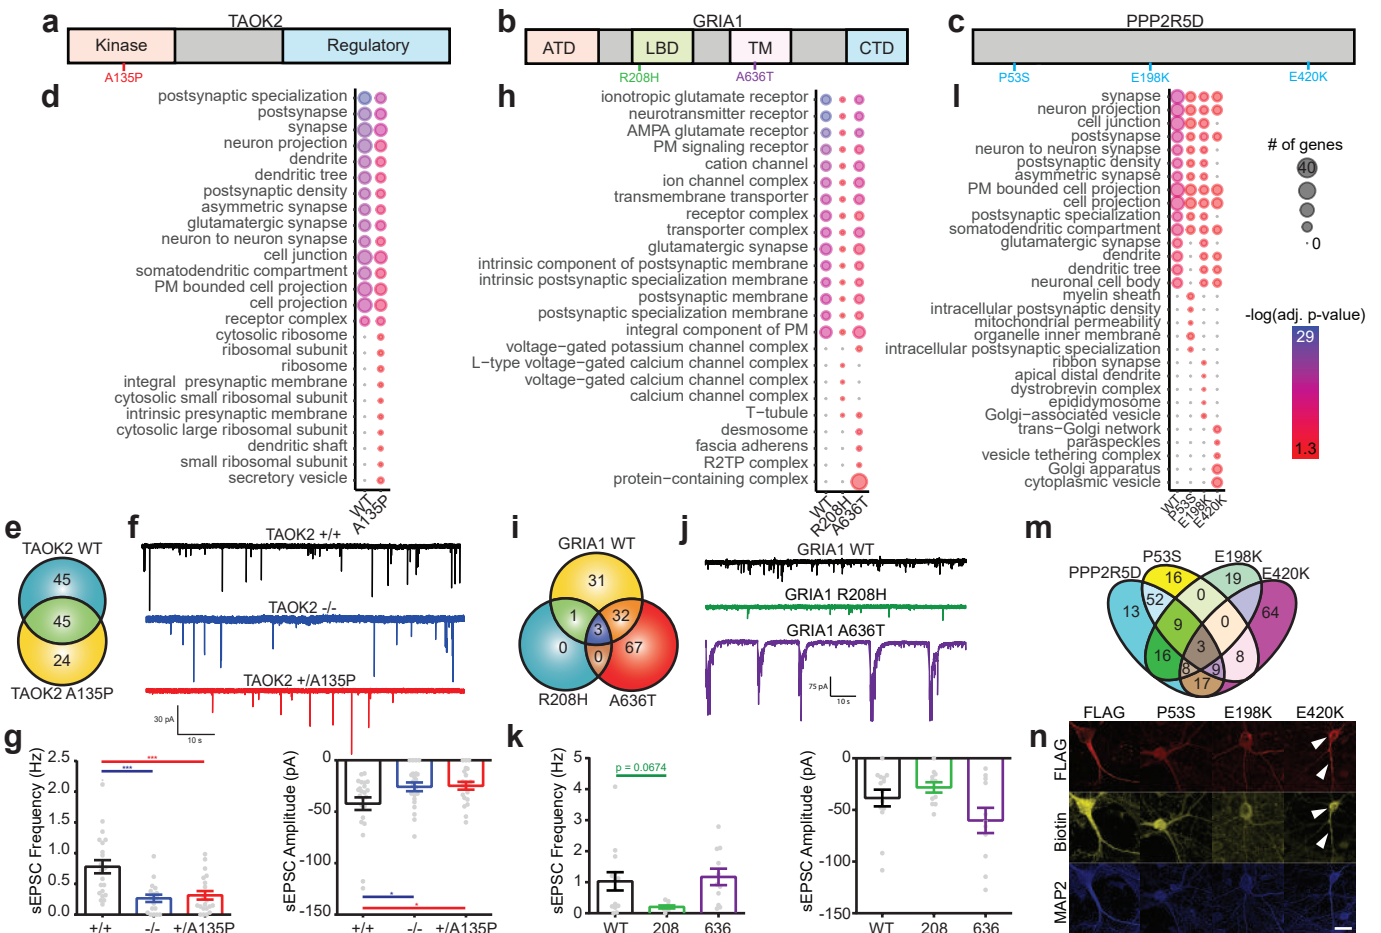 a
TAOK2
Kinase
Regulatory
A135P
b
GRIA1
ATD
LBD
TM
CTD
R208H
A636T
c
PPP2R5D
P53S
E198K
E420K
d
postsynaptic specialization
postsynapse
synapse
neuron projection
dendrite
dendritic tree
postsynaptic density
asymmetric synapse
glutamatergic synapse
neuron to neuron synapse
cell junction
somatodendritic compartment
PM bounded cell projection
cell projection
receptor complex
cytosolic ribosome
ribosomal subunit
ribosome
integral presynaptic membrane
cytosolic small ribosomal subunit
intrinsic presynaptic membrane
cytosolic large ribosomal subunit
dendritic shaft
small ribosomal subunit
secretory vesicle
WT
A135P
h
ionotropic glutamate receptor
neurotransmitter receptor
AMPA glutamate receptor
PM signaling receptor
cation channel
ion channel complex
transmembrane transporter
receptor complex
transporter complex
glutamatergic synapse
intrinsic component of postsynaptic membrane
intrinsic postsynaptic specialization membrane
postsynaptic membrane
postsynaptic specialization membrane
integral component of PM
voltage-gated potassium channel complex
L-type voltage-gated calcium channel complex
voltage-gated calcium channel complex
calcium channel complex
T-tubule
desmosome
fascia adherens
R2TP complex
protein-containing complex
WT
R208H
A636T
l
synapse
neuron projection
cell junction
postsynapse
neuron to neuron synapse
postsynaptic density
asymmetric synapse
PM bounded cell projection
cell projection
postsynaptic specialization
somatodendritic compartment
glutamatergic synapse
dendrite
dendritic tree
neuronal cell body
myelin sheath
intracellular postsynaptic density
mitochondrial permeability
organelle inner membrane
intracellular postsynaptic specialization
ribbon synapse
apical distal dendrite
dystrobrevin complex
epididymosome
Golgi−associated vesicle
trans-Golgi network
paraspeckles
vesicle tethering complex
Golgi apparatus
cytoplasmic vesicle
WT
P53S
E198K
E420K
# of genes
40
0
-log(adj. p-value)
29
1.3
e
TAOK2 WT
45
45
24
TAOK2 A135P
f
TAOK2 +/+
TAOK2 -/-
TAOK2 +/A135P
30 pA
10 s
i
GRIA1 WT
31
1
32
3
0
67
0
R208H
A636T
j
GRIA1 WT
GRIA1 R208H
GRIA1 A636T
75 pA
10 s
m
P53S
E198K
PPP2R5D
E420K
16
19
0
13
52
64
9
0
3
16
8
8
9
17
g
sEPSC Frequency (Hz)
2.5
2.0
1.5
1.0
0.5
0.0
***
***
+/+
-/-
+/A135P
sEPSC Amplitude (pA)
0
-50
-100
-150
*
*
+/+
-/-
+/A135P
k
sEPSC Frequency (Hz)
5
4
3
2
1
0
p = 0.0674
WT
208
636
sEPSC Amplitude (pA)
0
-50
-100
-150
WT
208
636
n
FLAG
P53S
E198K
E420K
FLAG
Biotin
MAP2